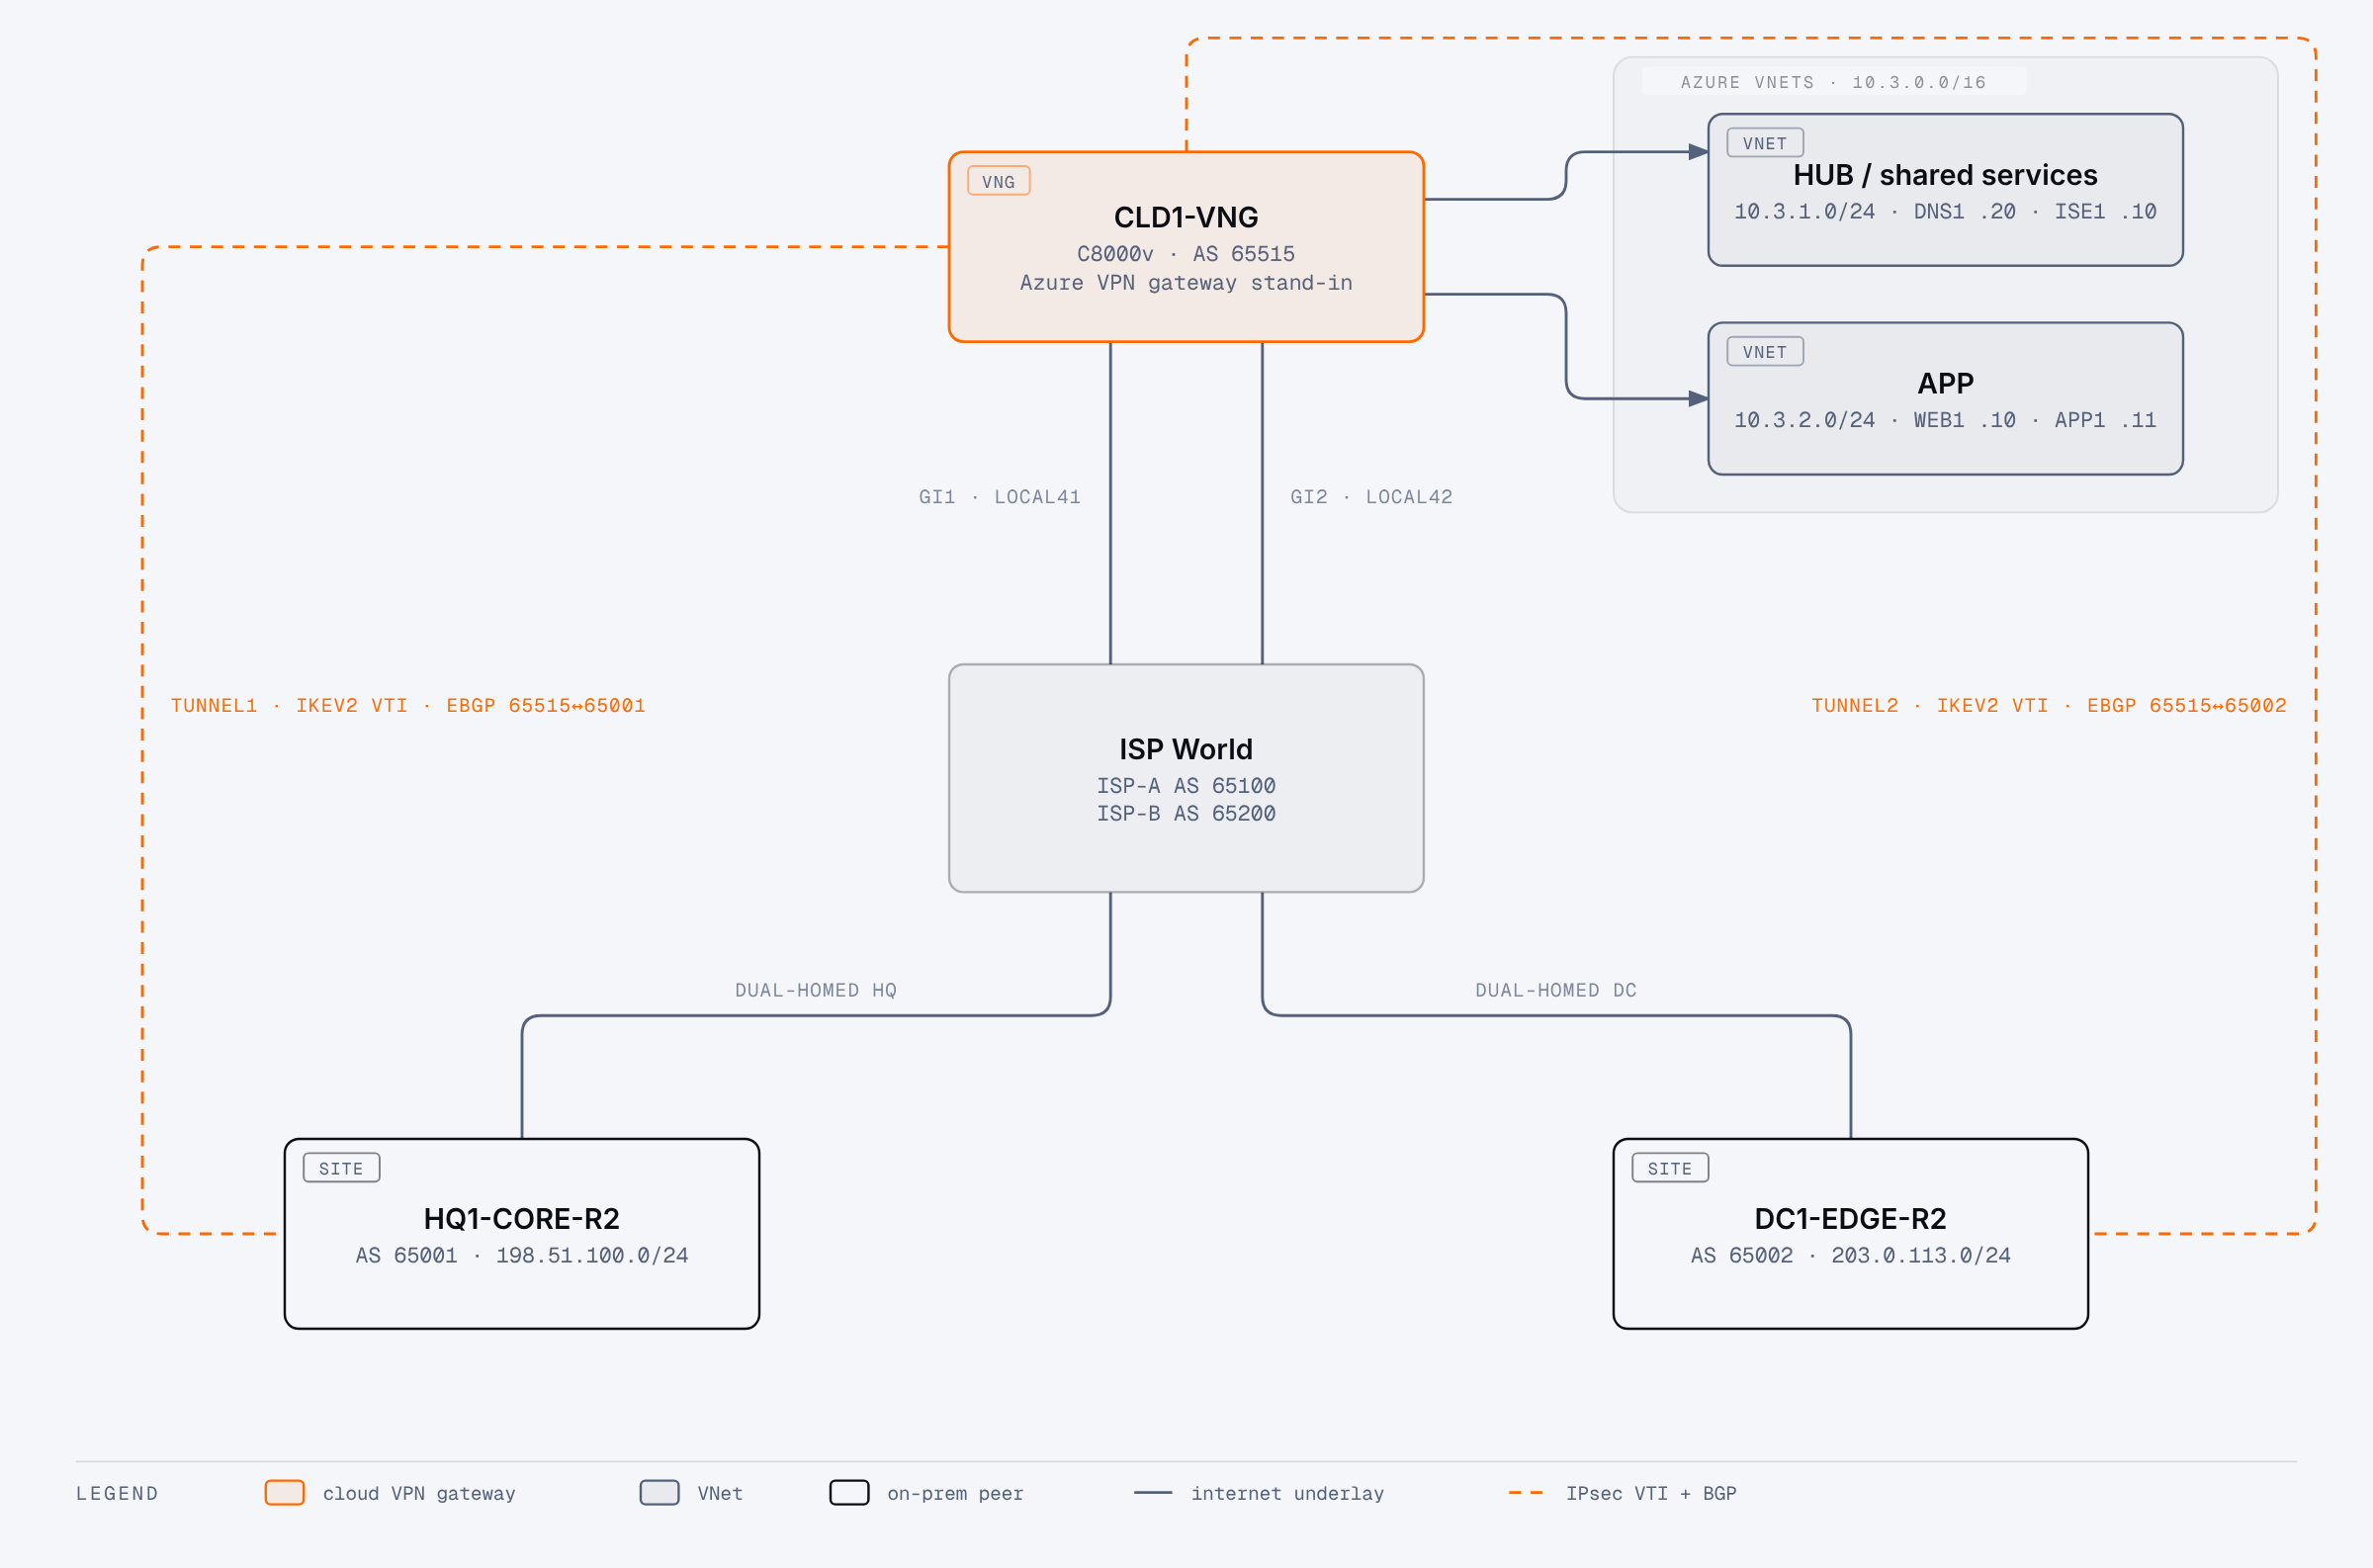 AZURE VNETS · 10.3.0.0/16
VNET
HUB / shared services
10.3.1.0/24 · DNS1 .20 · ISE1 .10
VNG
CLD1-VNG
C8000v · AS 65515
Azure VPN gateway stand-in
VNET
APP
10.3.2.0/24 · WEB1 .10 · APP1 .11
GI1 · LOCAL41
GI2 · LOCAL42
TUNNEL1 · IKEV2 VTI · EBGP 65515↔65001
TUNNEL2 · IKEV2 VTI · EBGP 65515↔65002
ISP World
ISP-A AS 65100
ISP-B AS 65200
DUAL-HOMED HQ
DUAL-HOMED DC
SITE
HQ1-CORE-R2
AS 65001 · 198.51.100.0/24
SITE
DC1-EDGE-R2
AS 65002 · 203.0.113.0/24
LEGEND
cloud VPN gateway
VNet
on-prem peer
internet underlay
IPsec VTI + BGP